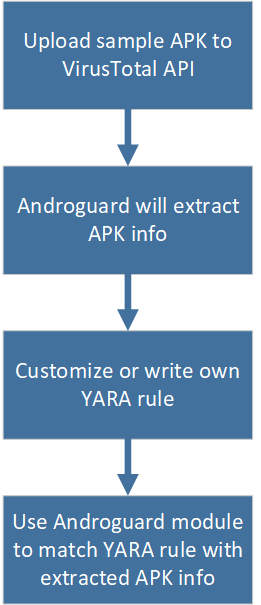 Upload sample APK to
VirusTotal API
Androguard will extract
APK info
Customize or write own
YARA rule
Use Androguard module
to match YARA rule with
extracted APK info